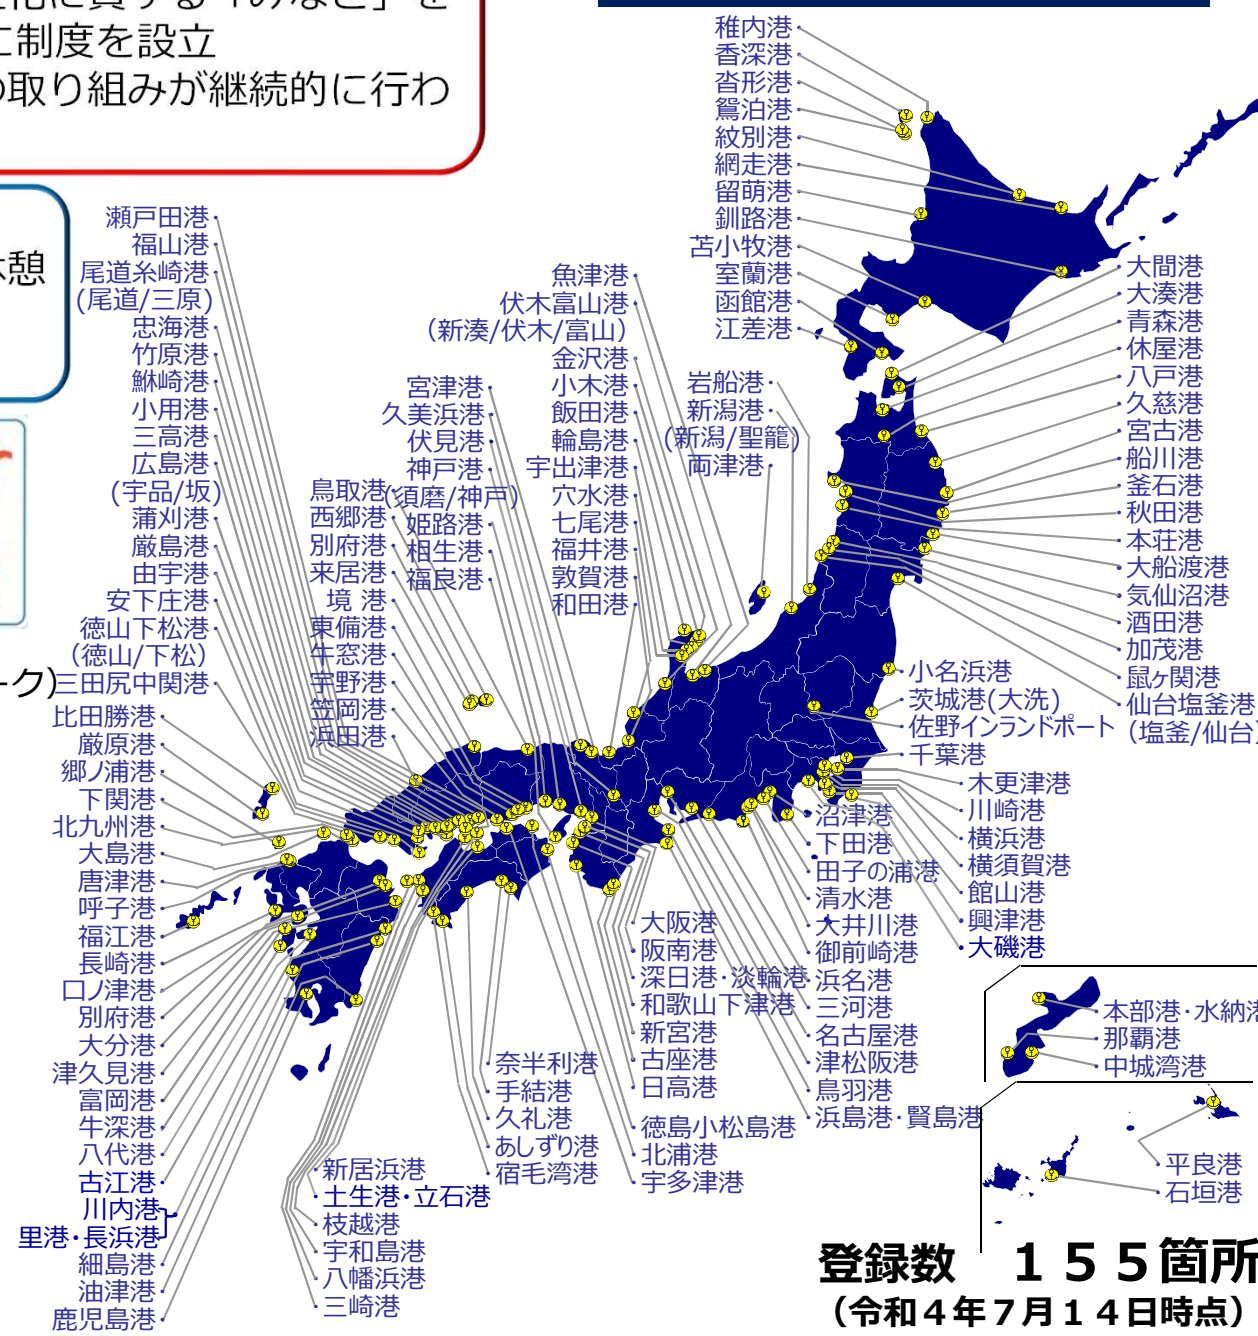 化に資する「みなと」を
に制度を設立
の取り組みが継続的に行わ
憩
ーク)
稚内港
香深港
沓形港
鴛泊港
紋別港
網走港
留萌港
釧路港
苫小牧港
室蘭港
函館港
江差港
瀬戸田港
福山港
尾道糸崎港
(尾道/三原)
忠海港
竹原港
鮴崎港
小用港
三高港
広島港
(宇品/坂)
蒲刈港
厳島港
由宇港
安下庄港
徳山下松港
(徳山/下松)
三田尻中関港
比田勝港
厳原港
郷ノ浦港
下関港
北九州港
大島港
唐津港
呼子港
福江港
長崎港
口ノ津港
別府港
大分港
津久見港
富岡港
牛深港
八代港
古江港
川内港
里港・長浜港
細島港
油津港
鹿児島港
鳥取港
西郷港
別府港
来居港
境 港
東備港
牛窓港
宇野港
笠岡港
浜田港
宮津港
久美浜港
伏見港
神戸港
(須磨/神戸)
姫路港
相生港
福良港
魚津港
伏木富山港
(新湊/伏木/富山)
金沢港
小木港
飯田港
輪島港
宇出津港
穴水港
七尾港
福井港
敦賀港
和田港
岩船港
新潟港
(新潟/聖籠)
両津港
大間港
大湊港
青森港
休屋港
八戸港
久慈港
宮古港
船川港
釜石港
秋田港
本荘港
大船渡港
気仙沼港
酒田港
加茂港
鼠ヶ関港
仙台塩釜港
(塩釜/仙台)
小名浜港
茨城港(大洗)
佐野インランドポート
千葉港
木更津港
川崎港
横浜港
横須賀港
館山港
興津港
大磯港
沼津港
下田港
田子の浦港
清水港
大井川港
御前崎港
浜名港
三河港
名古屋港
津松阪港
鳥羽港
浜島港・賢島港
大阪港
阪南港
深日港・淡輪港
和歌山下津港
新宮港
古座港
日高港
徳島小松島港
北浦港
宇多津港
奈半利港
手結港
久礼港
あしずり港
宿毛湾港
新居浜港
土生港・立石港
枝越港
宇和島港
八幡浜港
三崎港
本部港・水納港
那覇港
中城湾港
平良港
石垣港
登録数 155箇所
(令和4年7月14日時点)